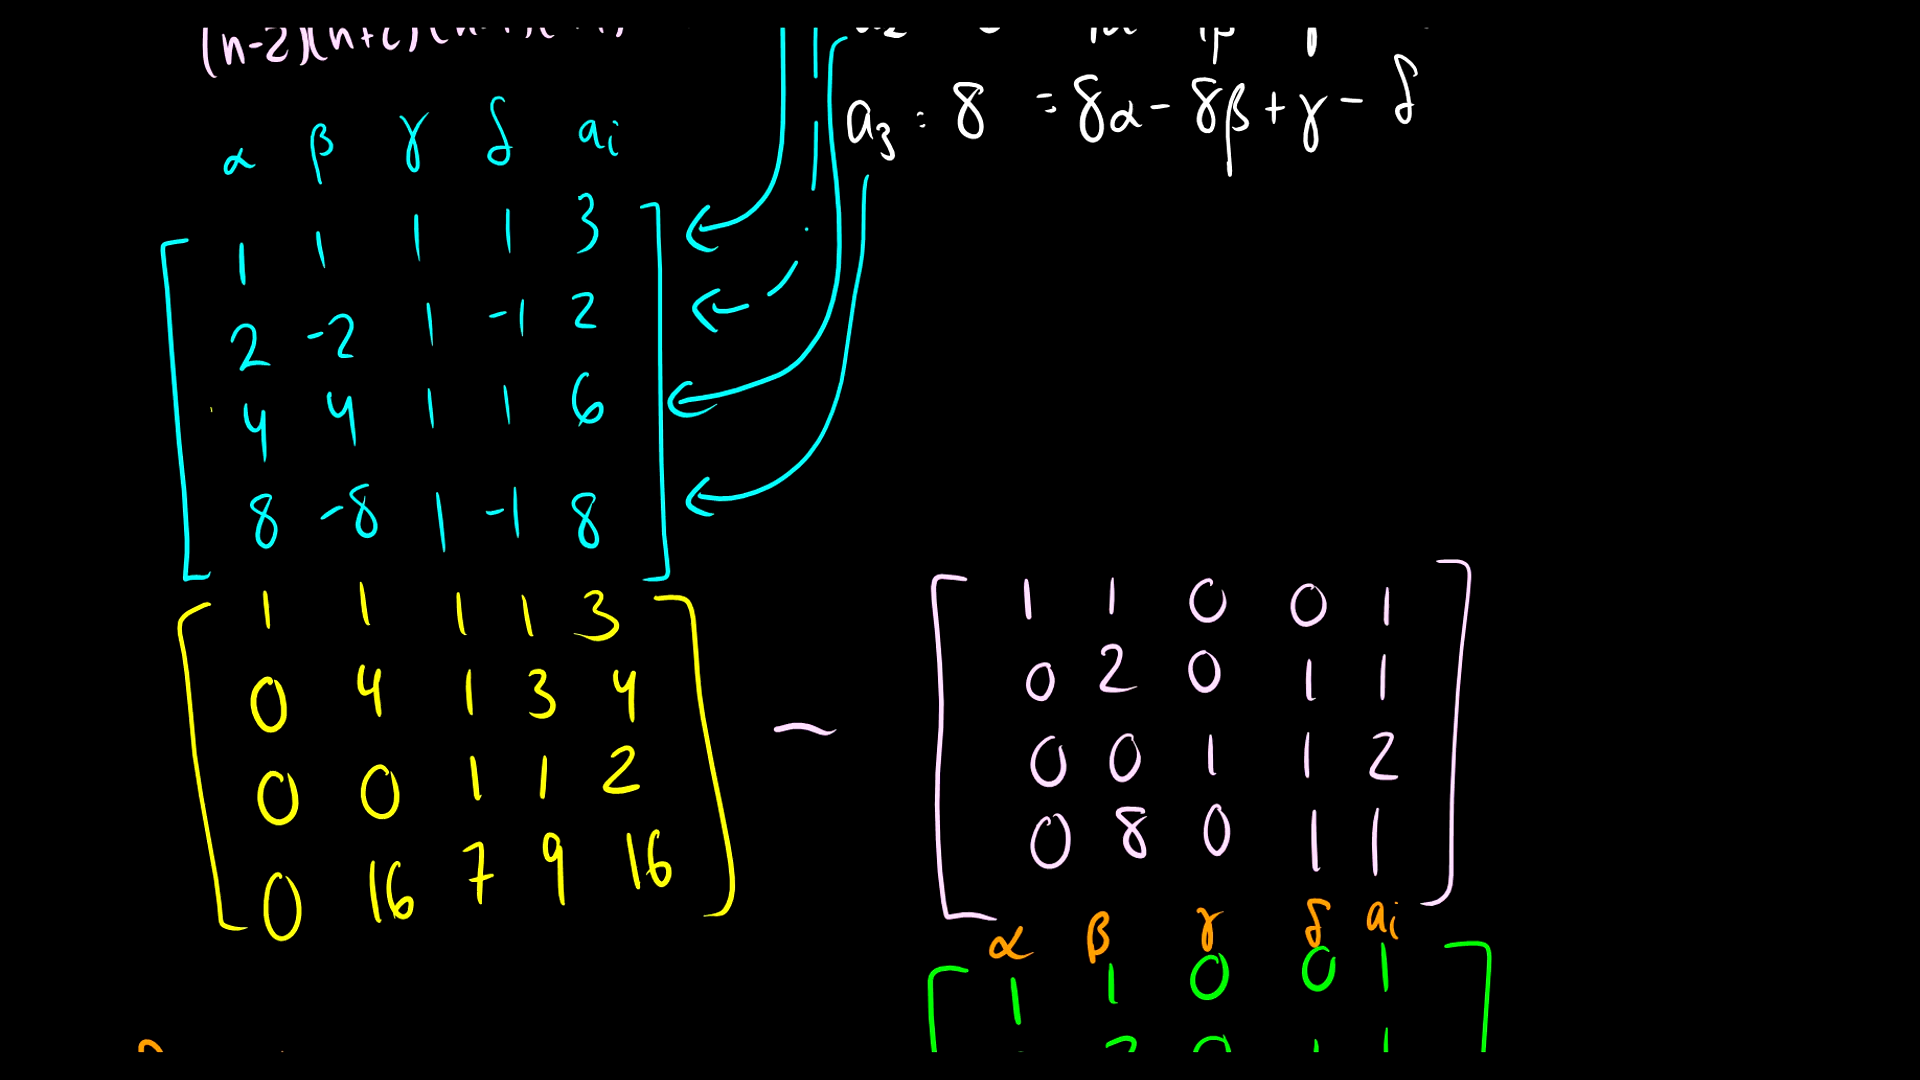 a₃ = 8 = 8α - 8β + γ - δ
α β γ δ aᵢ
1 1 1 1 3
2 -2 1 -1 2
4 4 1 1 6
8 -8 1 -1 8
1 1 1 1 3
0 4 1 3 4
0 0 1 1 2
0 16 7 9 16
~
1 1 0 0 1
0 2 0 1 1
0 0 1 1 2
0 8 0 1 1
α β γ δ aᵢ
1 1 0 0 1